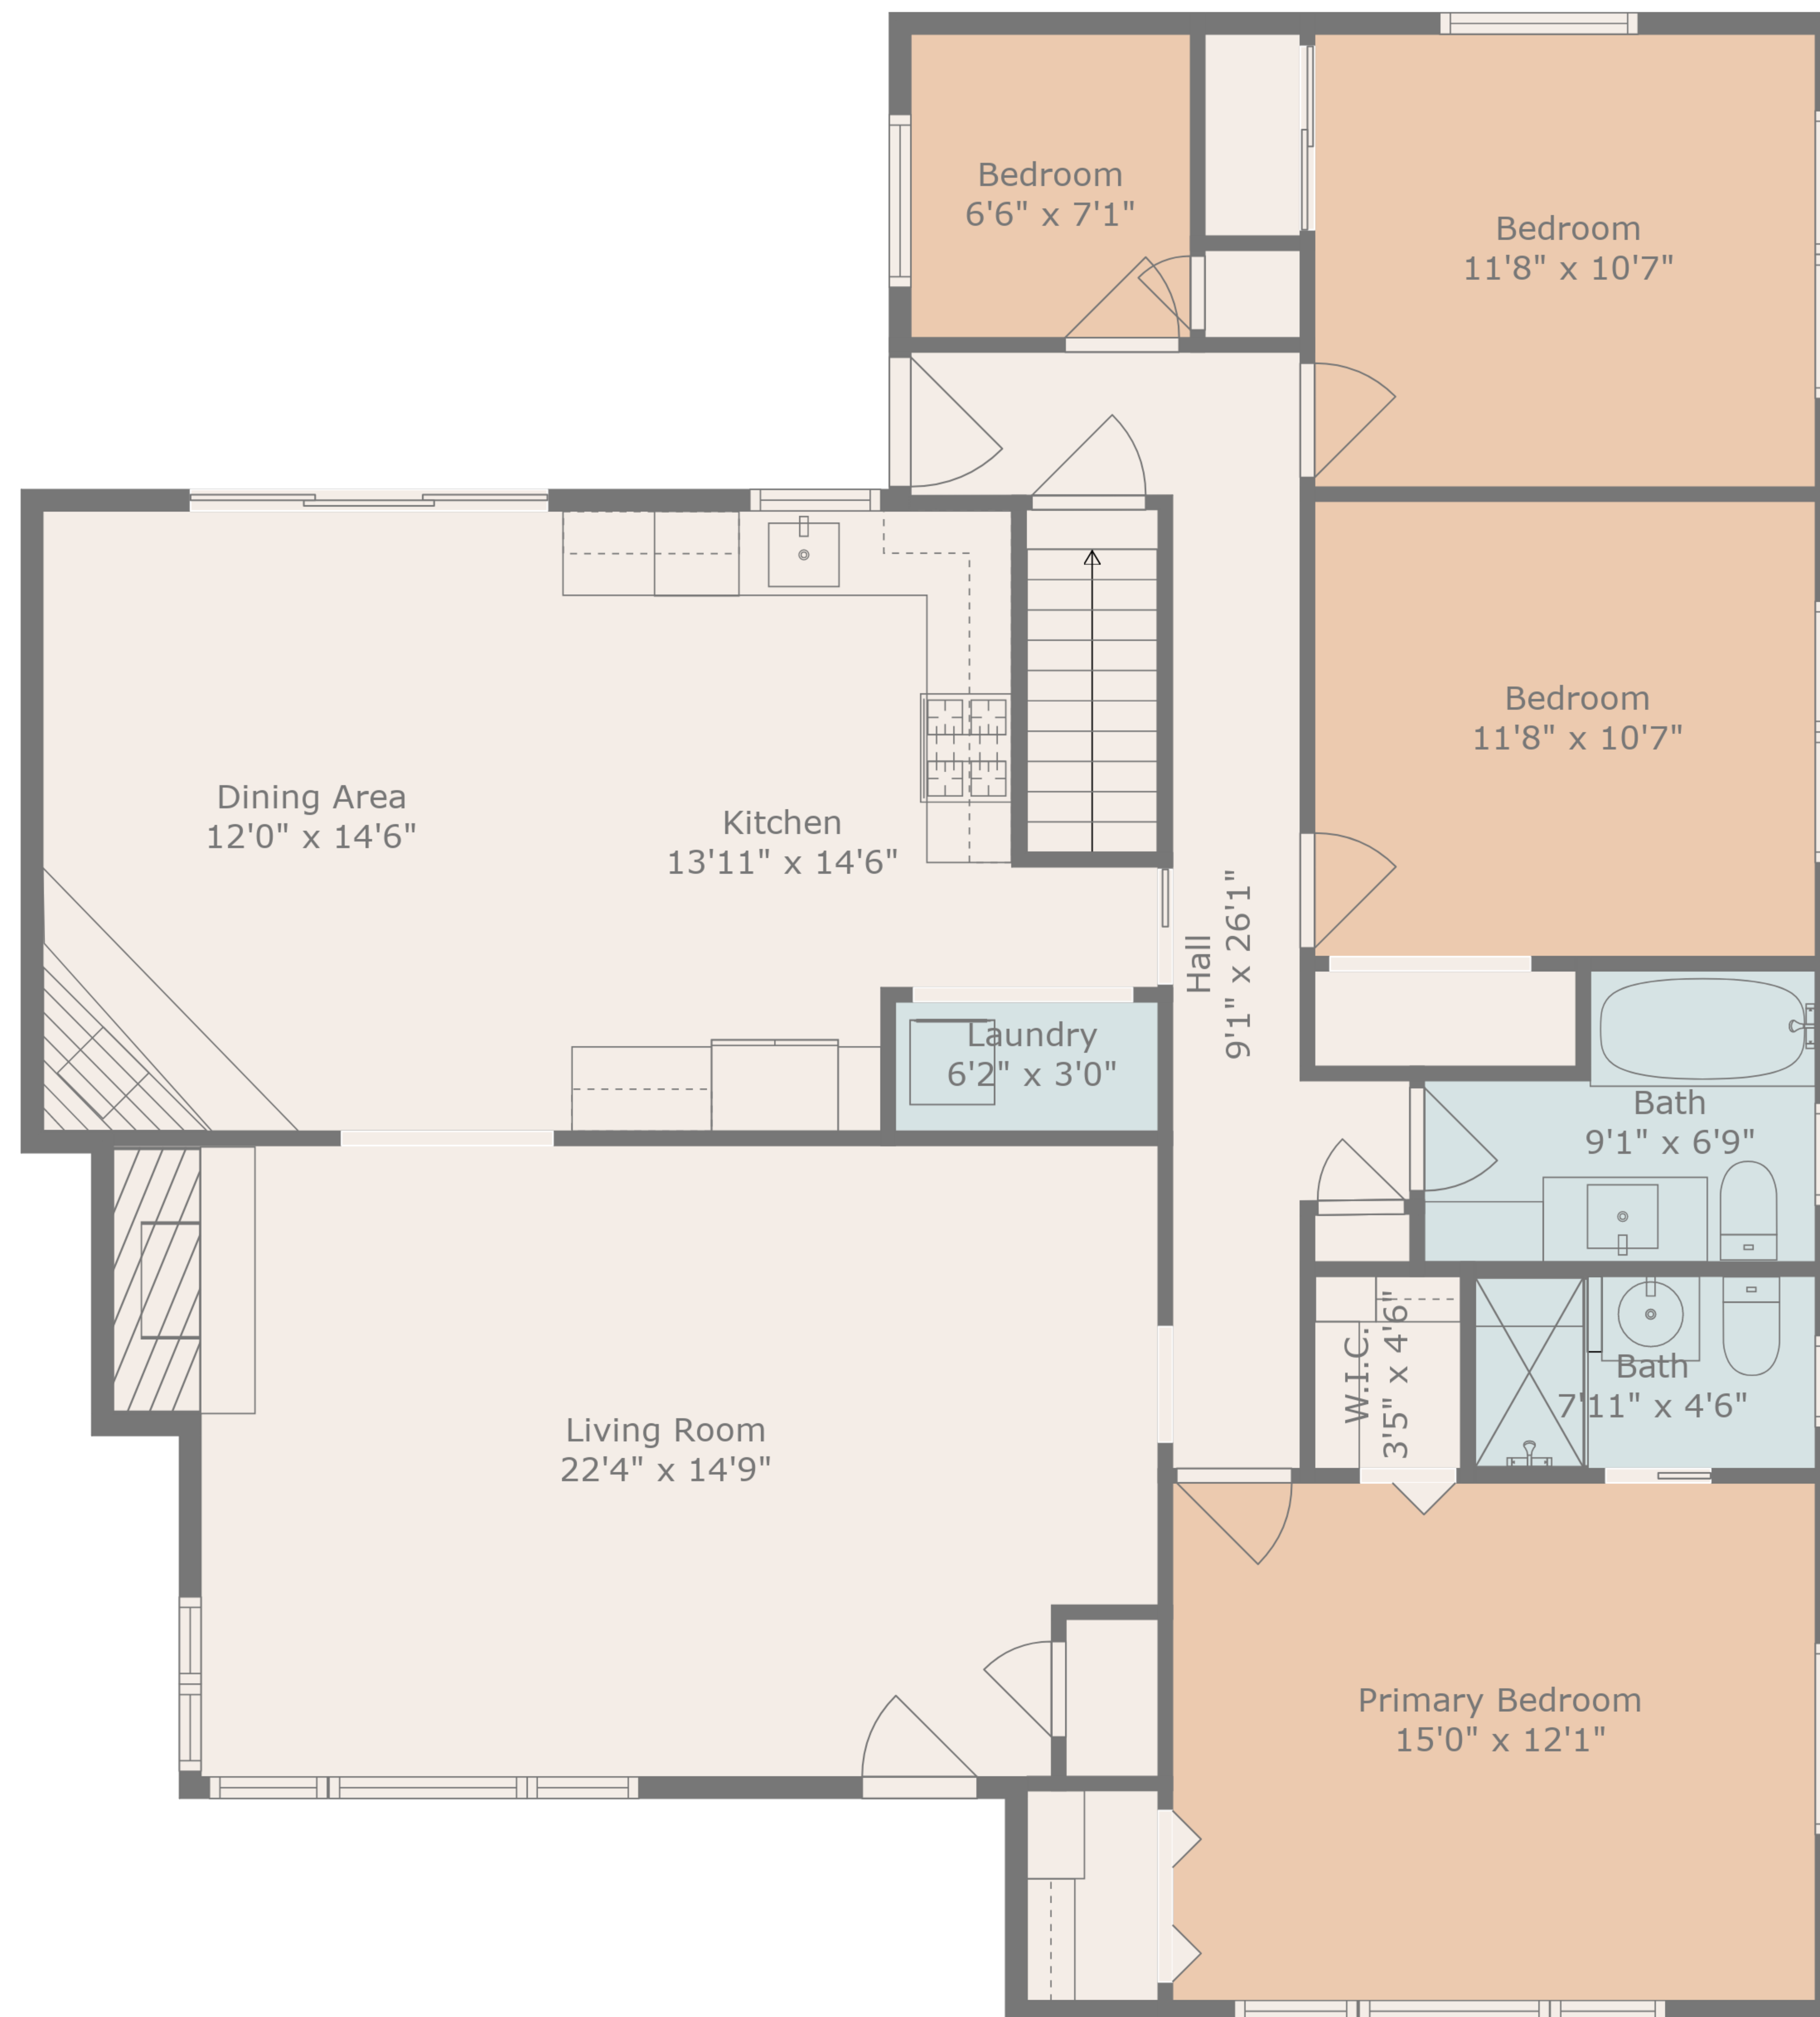 Bedroom
6'6" x 7'1"
Bedroom
11'8" x 10'7"
Bedroom
11'8" x 10'7"
Dining Area
12'0" x 14'6"
Kitchen
13'11" x 14'6"
Hall
9'1" x 26'1"
Laundry
6'2" x 3'0"
Bath
9'1" x 6'9"
W.I.C.
3'5" x 4'6"
Bath
7'11" x 4'6"
Living Room
22'4" x 14'9"
Primary Bedroom
15'0" x 12'1"